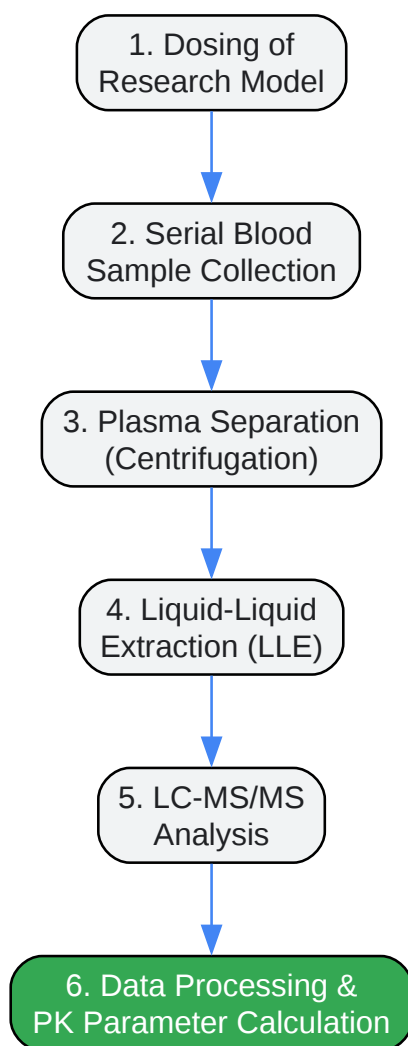 1. Dosing of
Research Model
2. Serial Blood
Sample Collection
3. Plasma Separation
(Centrifugation)
4. Liquid-Liquid
Extraction (LLE)
5. LC-MS/MS
Analysis
6. Data Processing &
PK Parameter Calculation